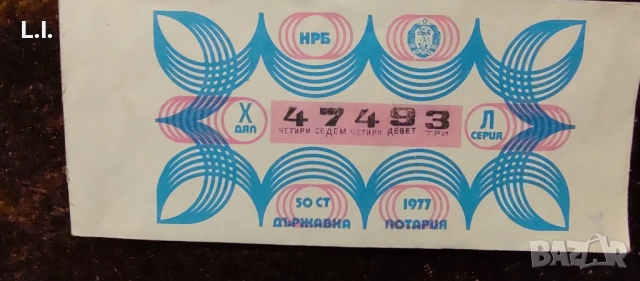 L.I.
НРБ
X
ДЯЛ
47493
ЧЕТИРИ СЕДЕМ ЧЕТИРИ ДЕВЕТ ТРИ
Л
СЕРИЯ
50 СТ
1977
ДЪРЖАВНА ЛОТАРИЯ
BAZAR